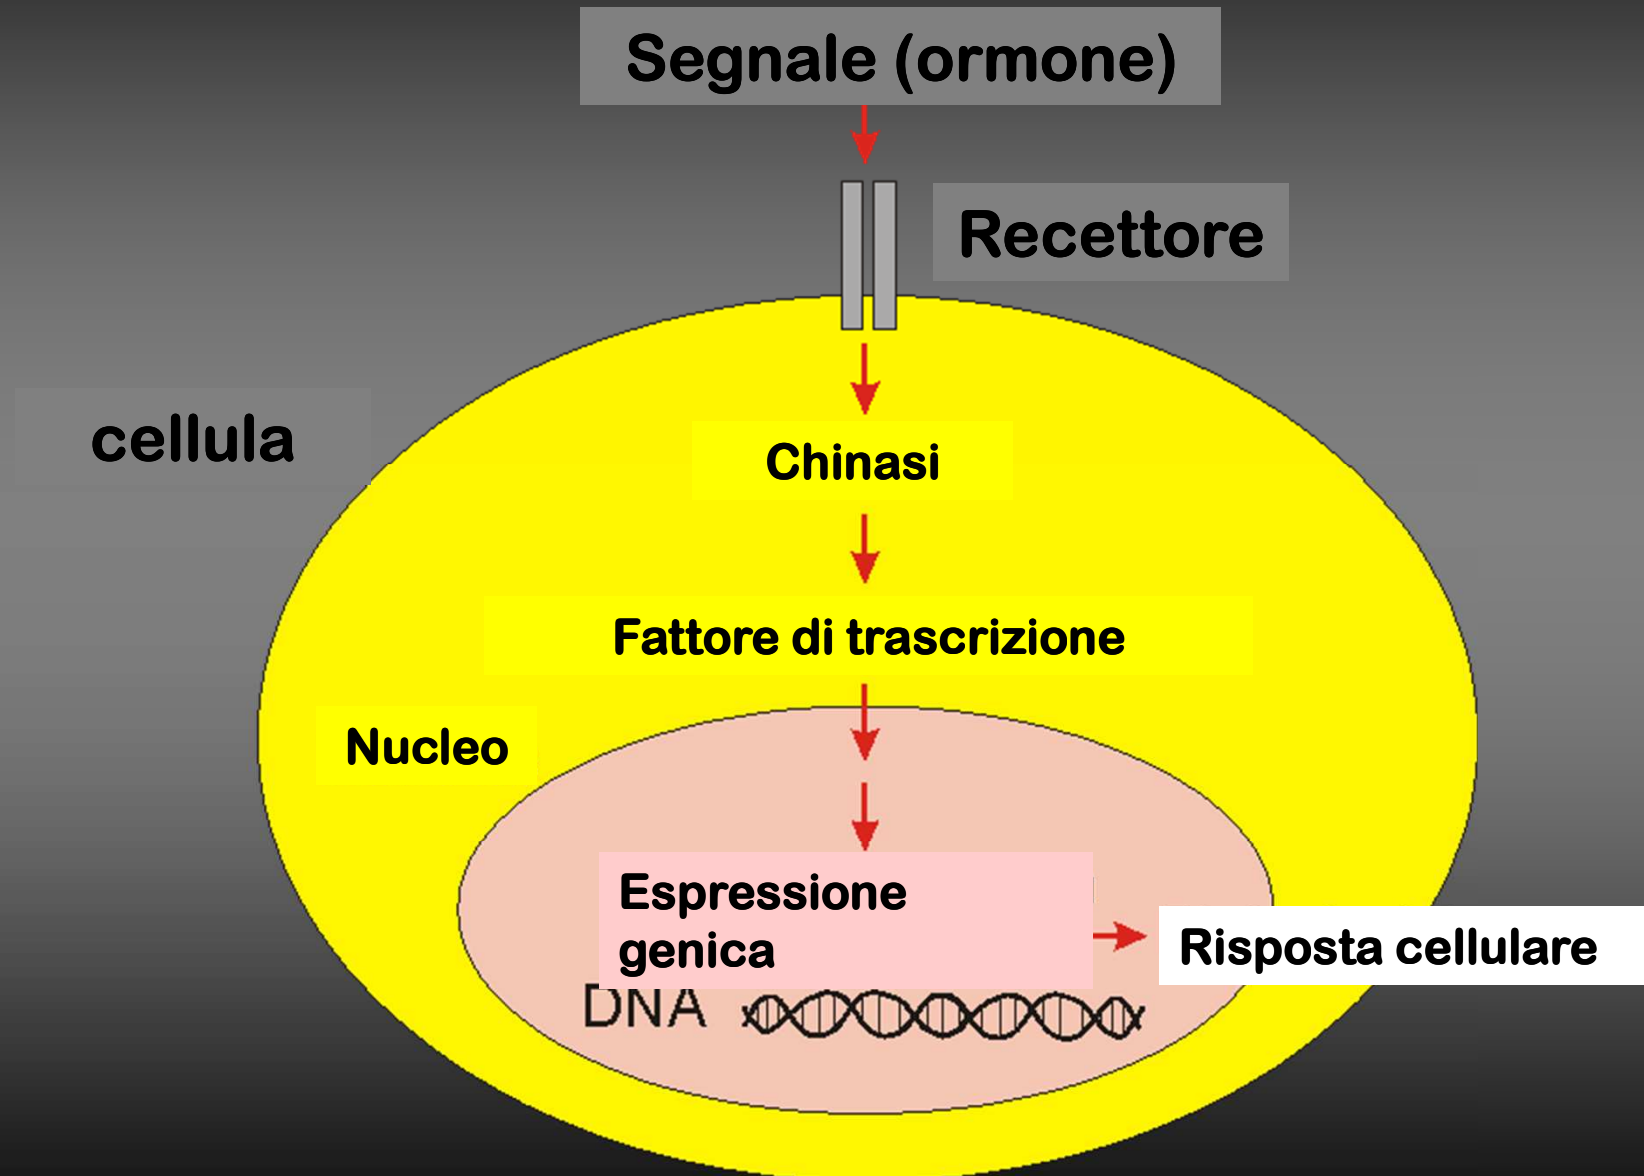 Segnale (ormone)
Recettore
cellula
Chinasi
Fattore di trascrizione
Nucleo
Espressione
genica
Risposta cellulare
DNA